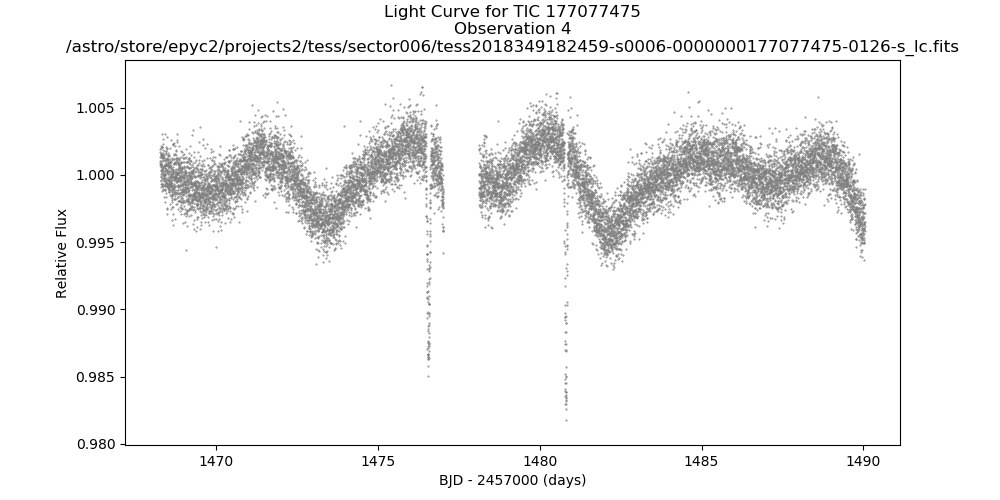 Light Curve for TIC 177077475
Observation 4
/astro/store/epyc2/projects2/tess/sector006/tess2018349182459-s0006-0000000177077475-0126-s_lc.fits
1.005
1.000
0.995
0.990
0.985
0.980
Relative Flux
1470
1475
1480
1485
1490
BJD - 2457000 (days)